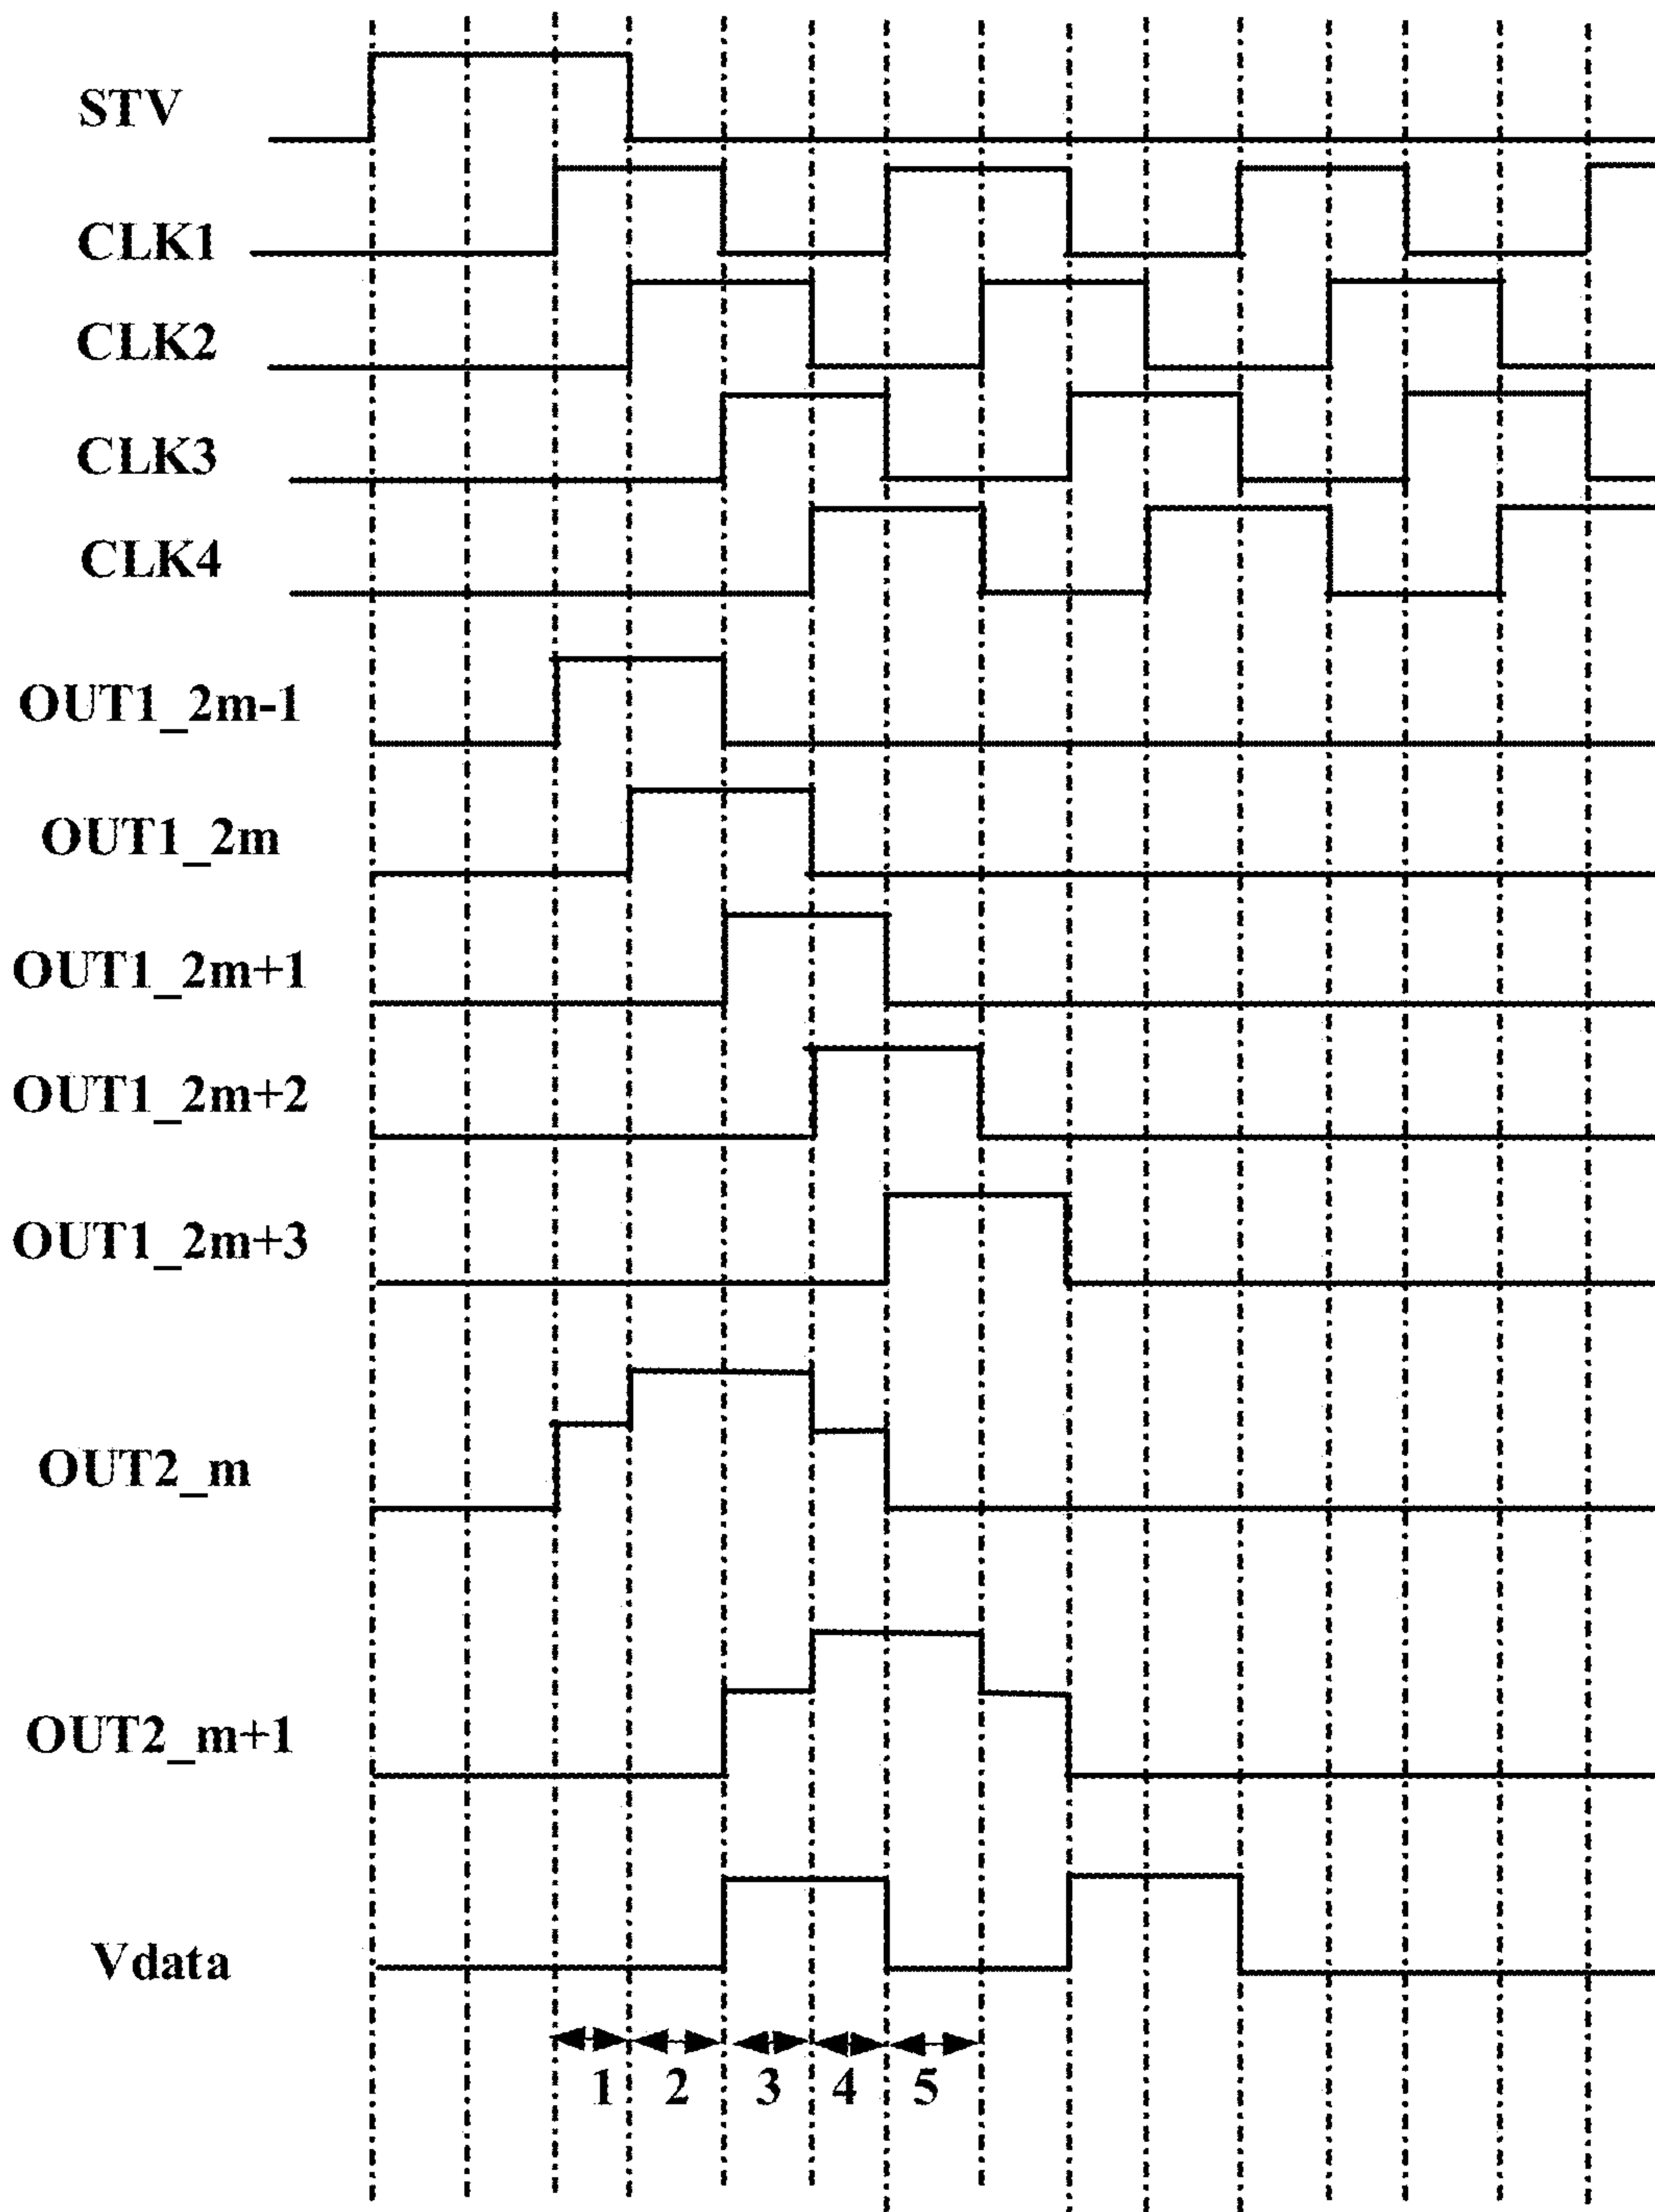 STV
CLK1
CLK2
CLK3
CLK4
OUT1_2m-1
OUT1_2m
OUT1_2m+1
OUT1_2m+2
OUT1_2m+3
OUT2_m
OUT2_m+1
Vdata
1 2 3 4 5